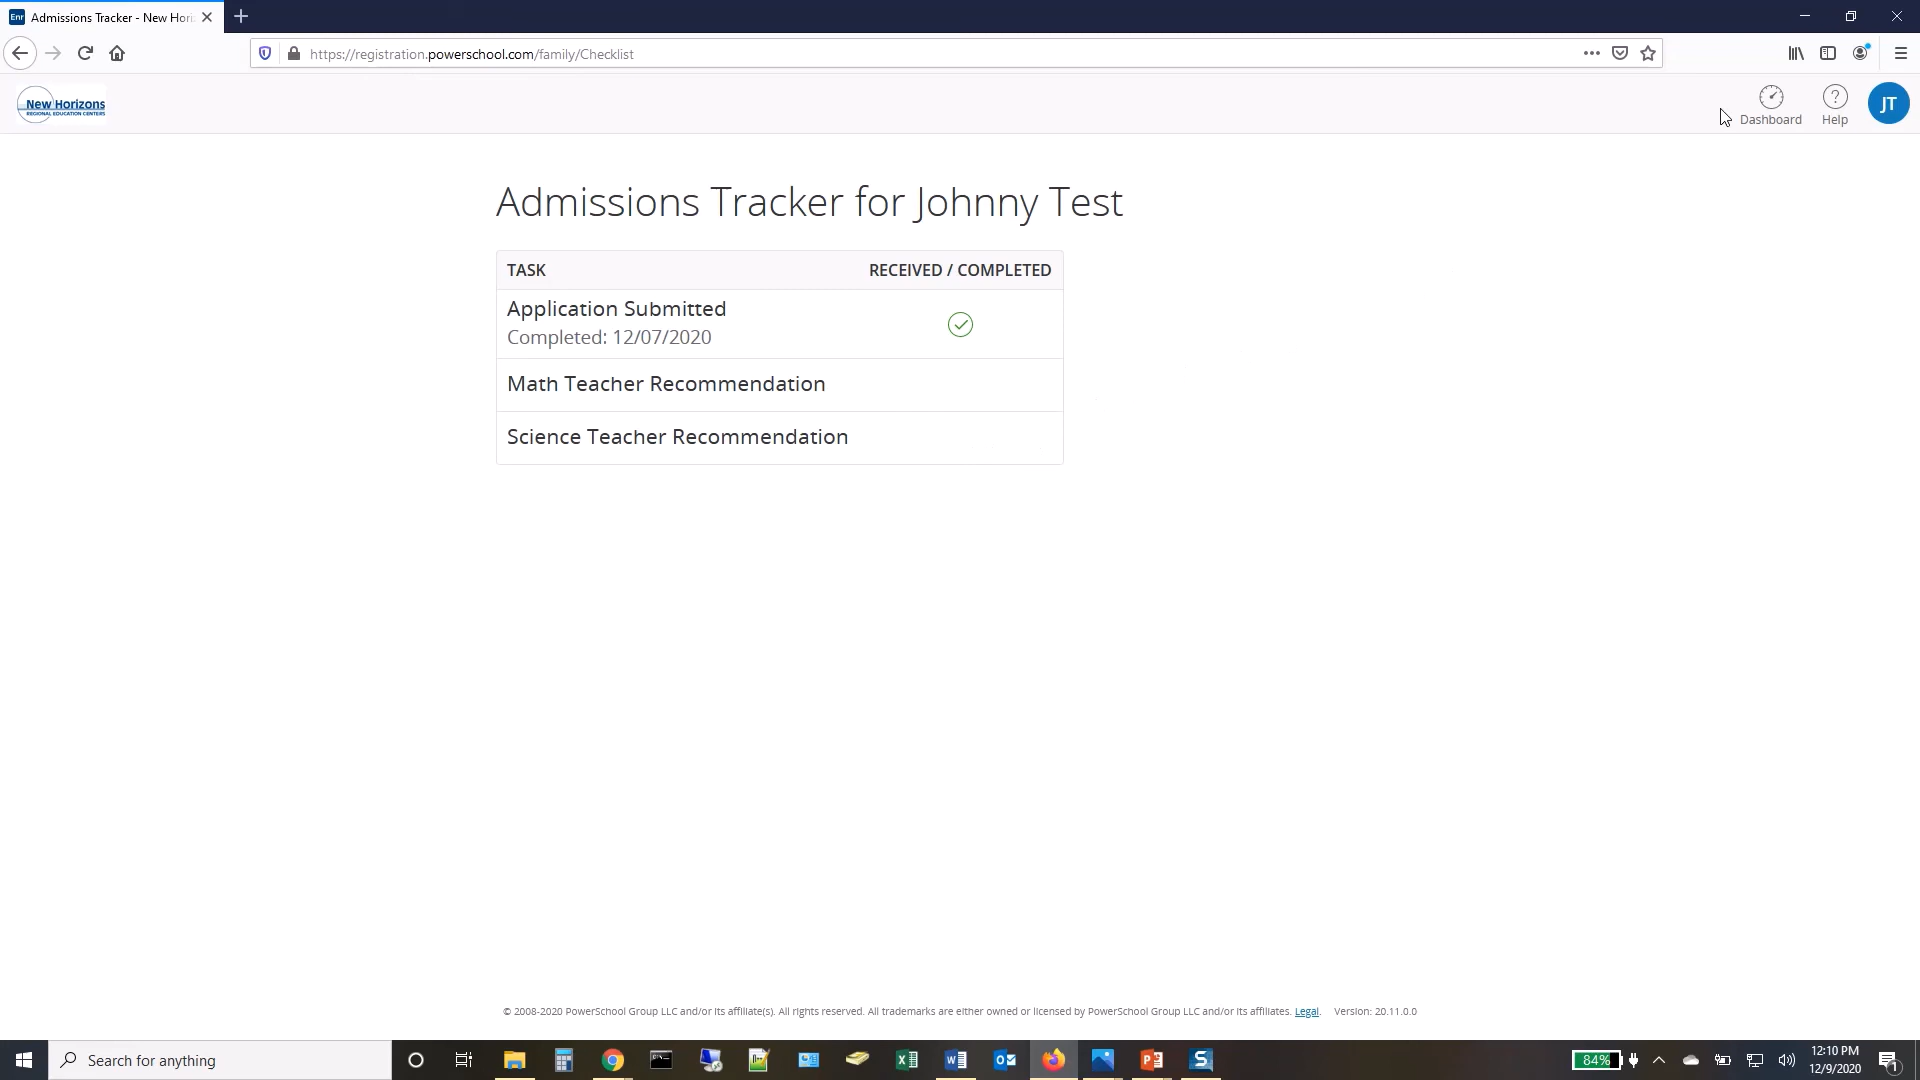 Enr Admissions Tracker - New Hori
https://registration.powerschool.com/family/Checklist
New Horizons
REGIONAL EDUCATION CENTERS
Dashboard
Help
JT
Admissions Tracker for Johnny Test
TASK RECEIVED / COMPLETED
Application Submitted
Completed: 12/07/2020
Math Teacher Recommendation
Science Teacher Recommendation
© 2008-2020 PowerSchool Group LLC and/or its affiliate(s). All rights reserved. All trademarks are either owned or licensed by PowerSchool Group LLC and/or its affiliates. Legal. Version: 20.11.0.0
Search for anything
84%
12:10 PM
12/9/2020
1